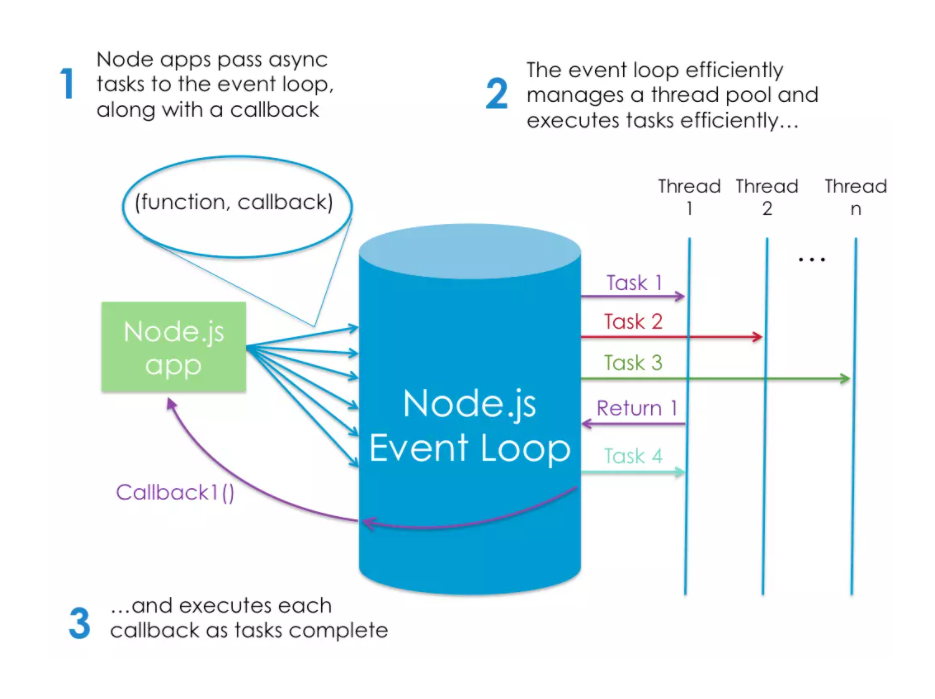 1
Node apps pass async
tasks to the event loop,
along with a callback
2
The event loop efficiently
manages a thread pool and
executes tasks efficiently…
(function, callback)
Thread
1
Thread
2
…
Thread
n
Node.js
app
Node.js
Event Loop
Task 1
Task 2
Task 3
Return 1
Task 4
Callback1()
3
…and executes each
callback as tasks complete